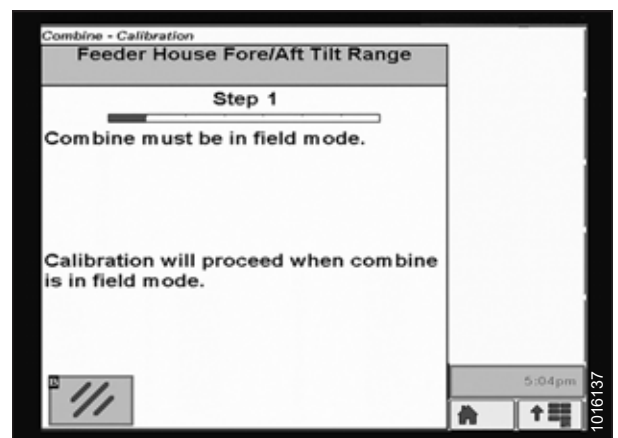 Combine - Calibration
Feeder House Fore/Aft Tilt Range
Step 1
Combine must be in field mode.
Calibration will proceed when combine
is in field mode.
5:04pm
1016137